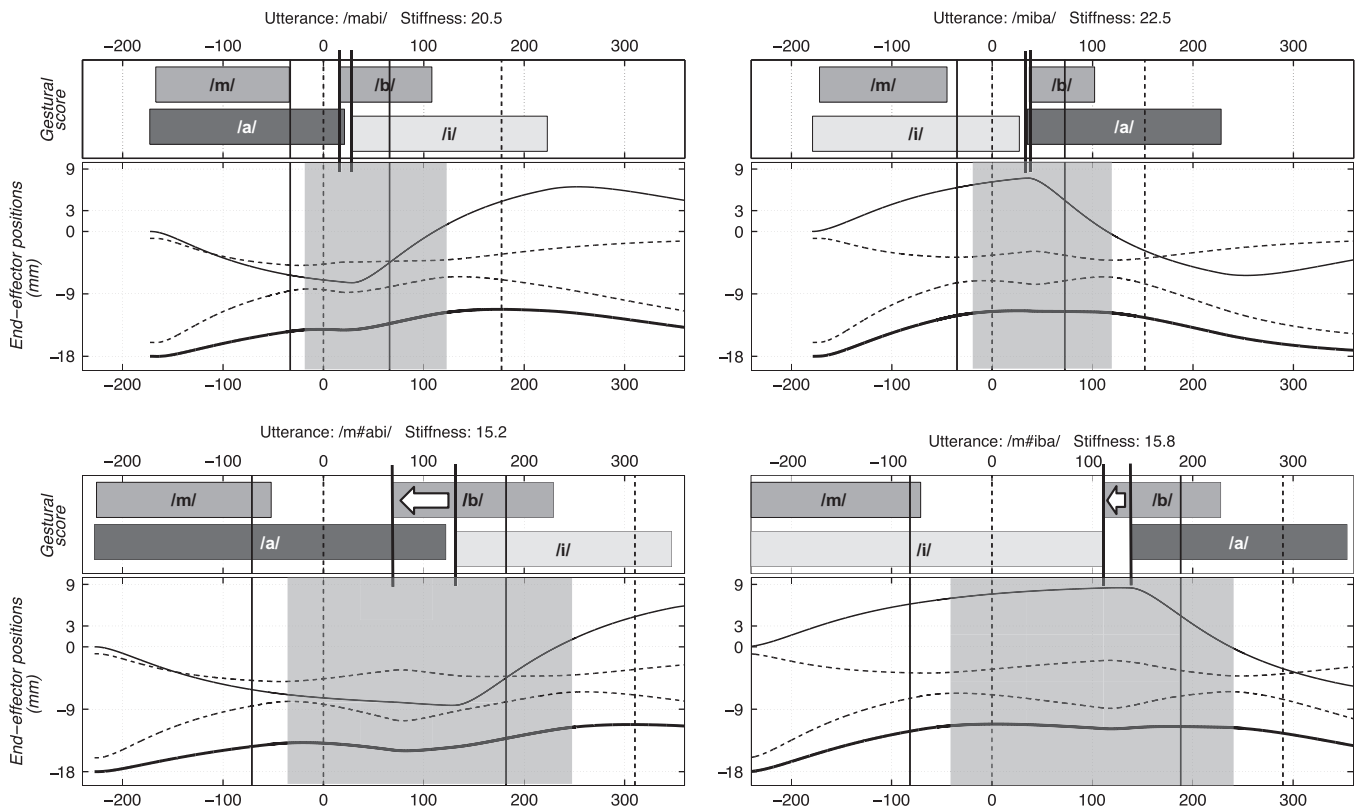 Utterance: /mabi/ Stiffness: 20.5
−200 −100 0 100 200 300
Gestural score
/m/ /b/
/a/ /i/
End−effector positions (mm)
9
3
0
−9
−18
−200 −100 0 100 200 300
Utterance: /miba/ Stiffness: 22.5
−200 −100 0 100 200 300
/m/ /b/
/i/ /a/
−200 −100 0 100 200 300
9
3
0
−9
−18
Utterance: /m#abi/ Stiffness: 15.2
−200 −100 0 100 200 300
Gestural score
/m/ /b/
/a/ /i/
End−effector positions (mm)
9
3
0
−9
−18
−200 −100 0 100 200 300
Utterance: /m#iba/ Stiffness: 15.8
−200 −100 0 100 200 300
/m/ /b/
/i/ /a/
9
3
0
−9
−18
−200 −100 0 100 200 300